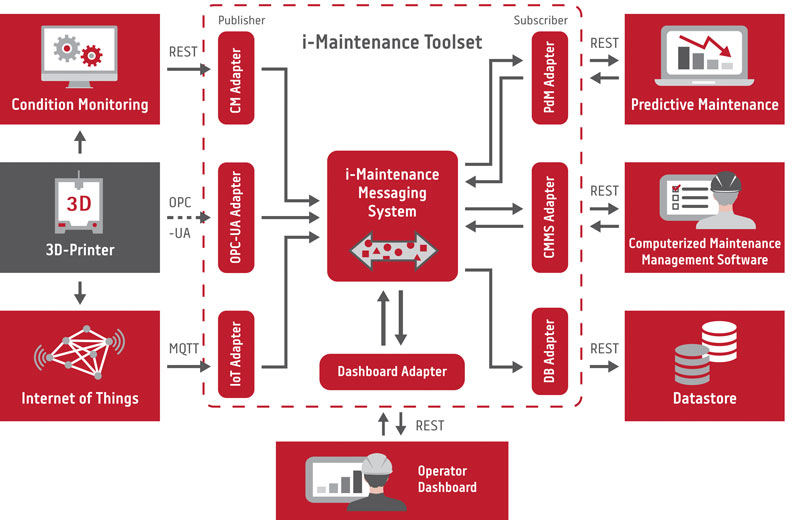 Publisher
Subscriber
i-Maintenance Toolset
REST
CM Adapter
Condition Monitoring
PdM Adapter
REST
Predictive Maintenance
3D
3D-Printer
OPC
-UA
OPC-UA Adapter
i-Maintenance
Messaging
System
CMMS Adapter
REST
Computerized Maintenance
Management Software
MQTT
IoT Adapter
Internet of Things
Dashboard Adapter
DB Adapter
REST
Datastore
REST
Operator
Dashboard